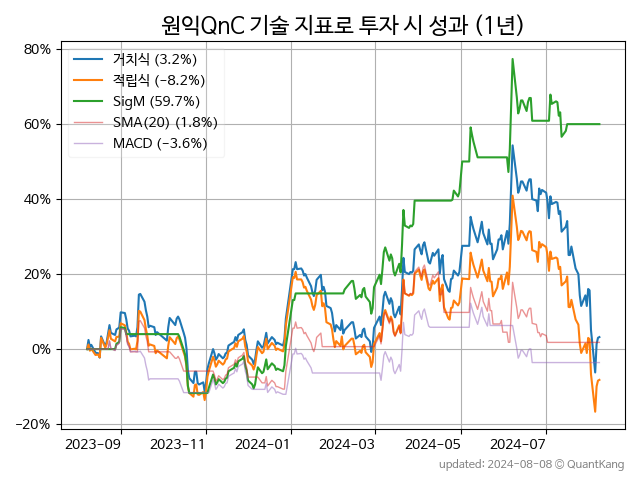 원익QnC 기술 지표로 투자 시 성과 (1년)
80%
60%
40%
20%
0%
−20%
거치식 (3.2%)
적립식 (−8.2%)
SigM (59.7%)
SMA(20) (1.8%)
MACD (−3.6%)
2023-09 2023-11 2024-01 2024-03 2024-05 2024-07
updated: 2024-08-08 © QuantKang